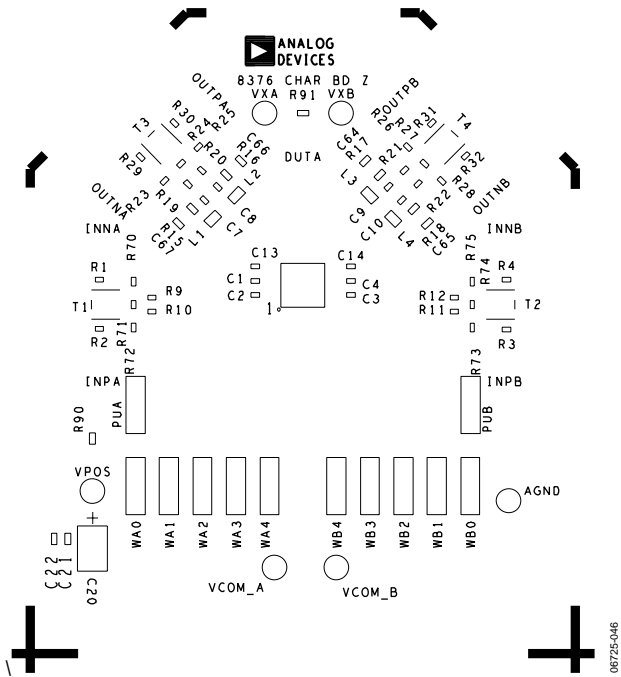 ANALOG
DEVICES
8376 CHAR BD Z
VXA R91 VXB
OUTPA
OUTPB
T3
R30
R24
R25
R26
R27
R31
T4
R29
R20
R16
C66
DUTA
C64
R17
R21
R32
R28
OUTNA
R23
R19
L2
L3
R22
OUTNB
R15
C67
L1
C7
C8
C9
C10
L4
R18
C65
INNA
R70
INNB
R75
R74
C13
C14
R1
C1
C4
R4
R9
C2
C3
R12
T1
R10
1
R11
T2
R71
R2
R3
R72
R73
INPA
INPB
PUA
PUB
R90
VPOS
AGND
+
WA0 WA1 WA2 WA3 WA4 WB4 WB3 WB2 WB1 WB0
C22
C21
C20
VCOM_A
VCOM_B
06725-046